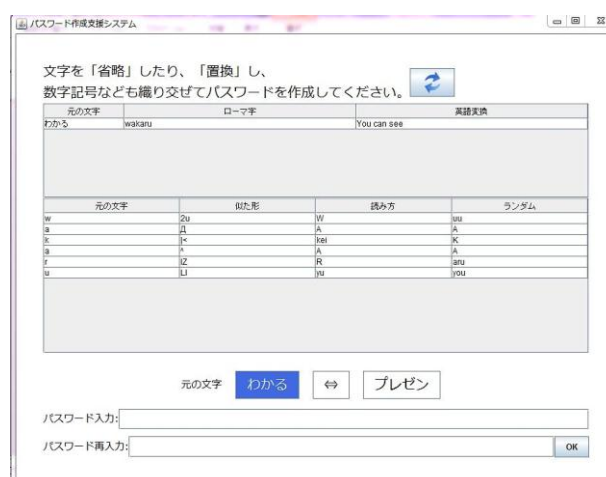 パスワード作成支援システム
文字を「省略」したり、「置換」し、
数字記号なども織り交ぜてパスワードを作成してください。
元の文字 ローマ字 英語変換
わかる wakaru You can see
元の文字 似た形 読み方 ランダム
w 2u W uu
a Д A A
k |< kei K
a ^ A A
r IZ R aru
u LI yu you
元の文字 わかる ⇔ プレゼン
パスワード入力:
パスワード再入力: OK